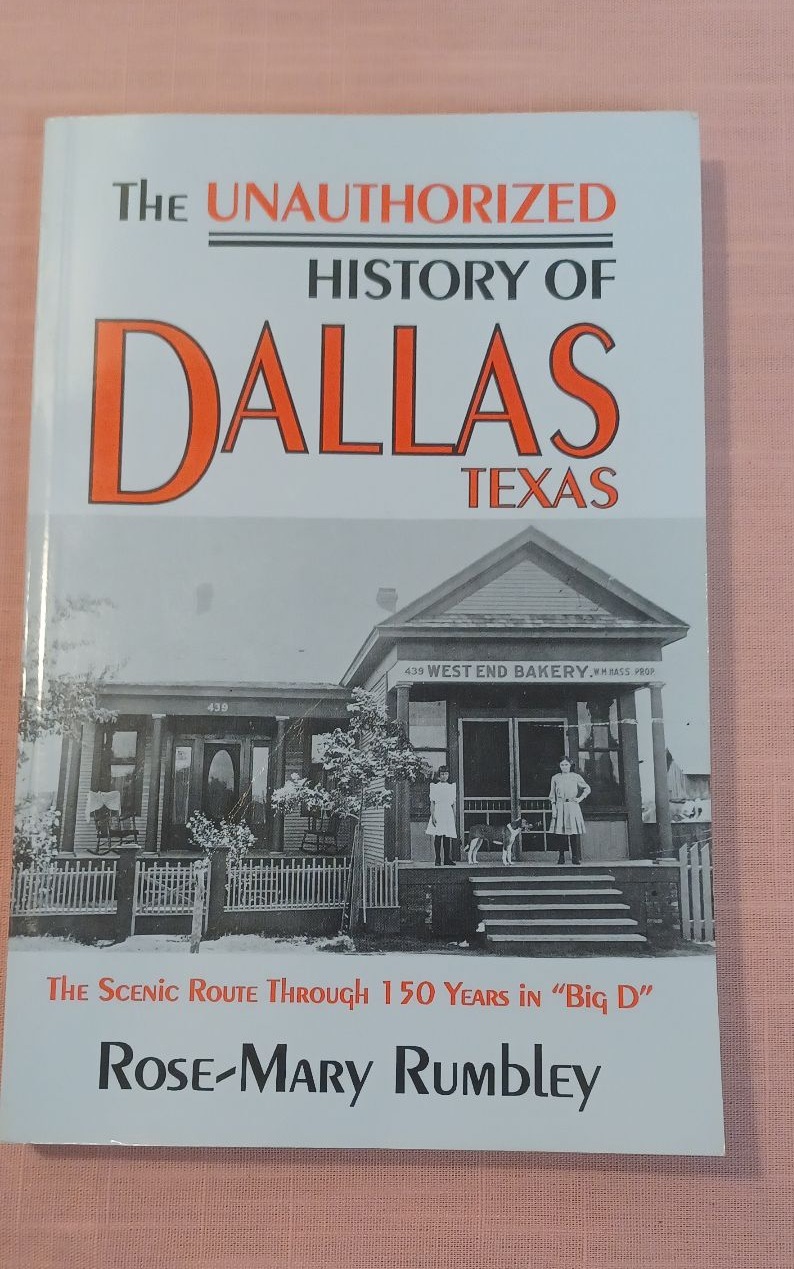 The UNAUTHORIZED
HISTORY OF
DALLAS
TEXAS
439 WEST END BAKERY. W.M HASS. PROP.
439
The Scenic Route Through 150 Years in "Big D"
Rose-Mary Rumbley